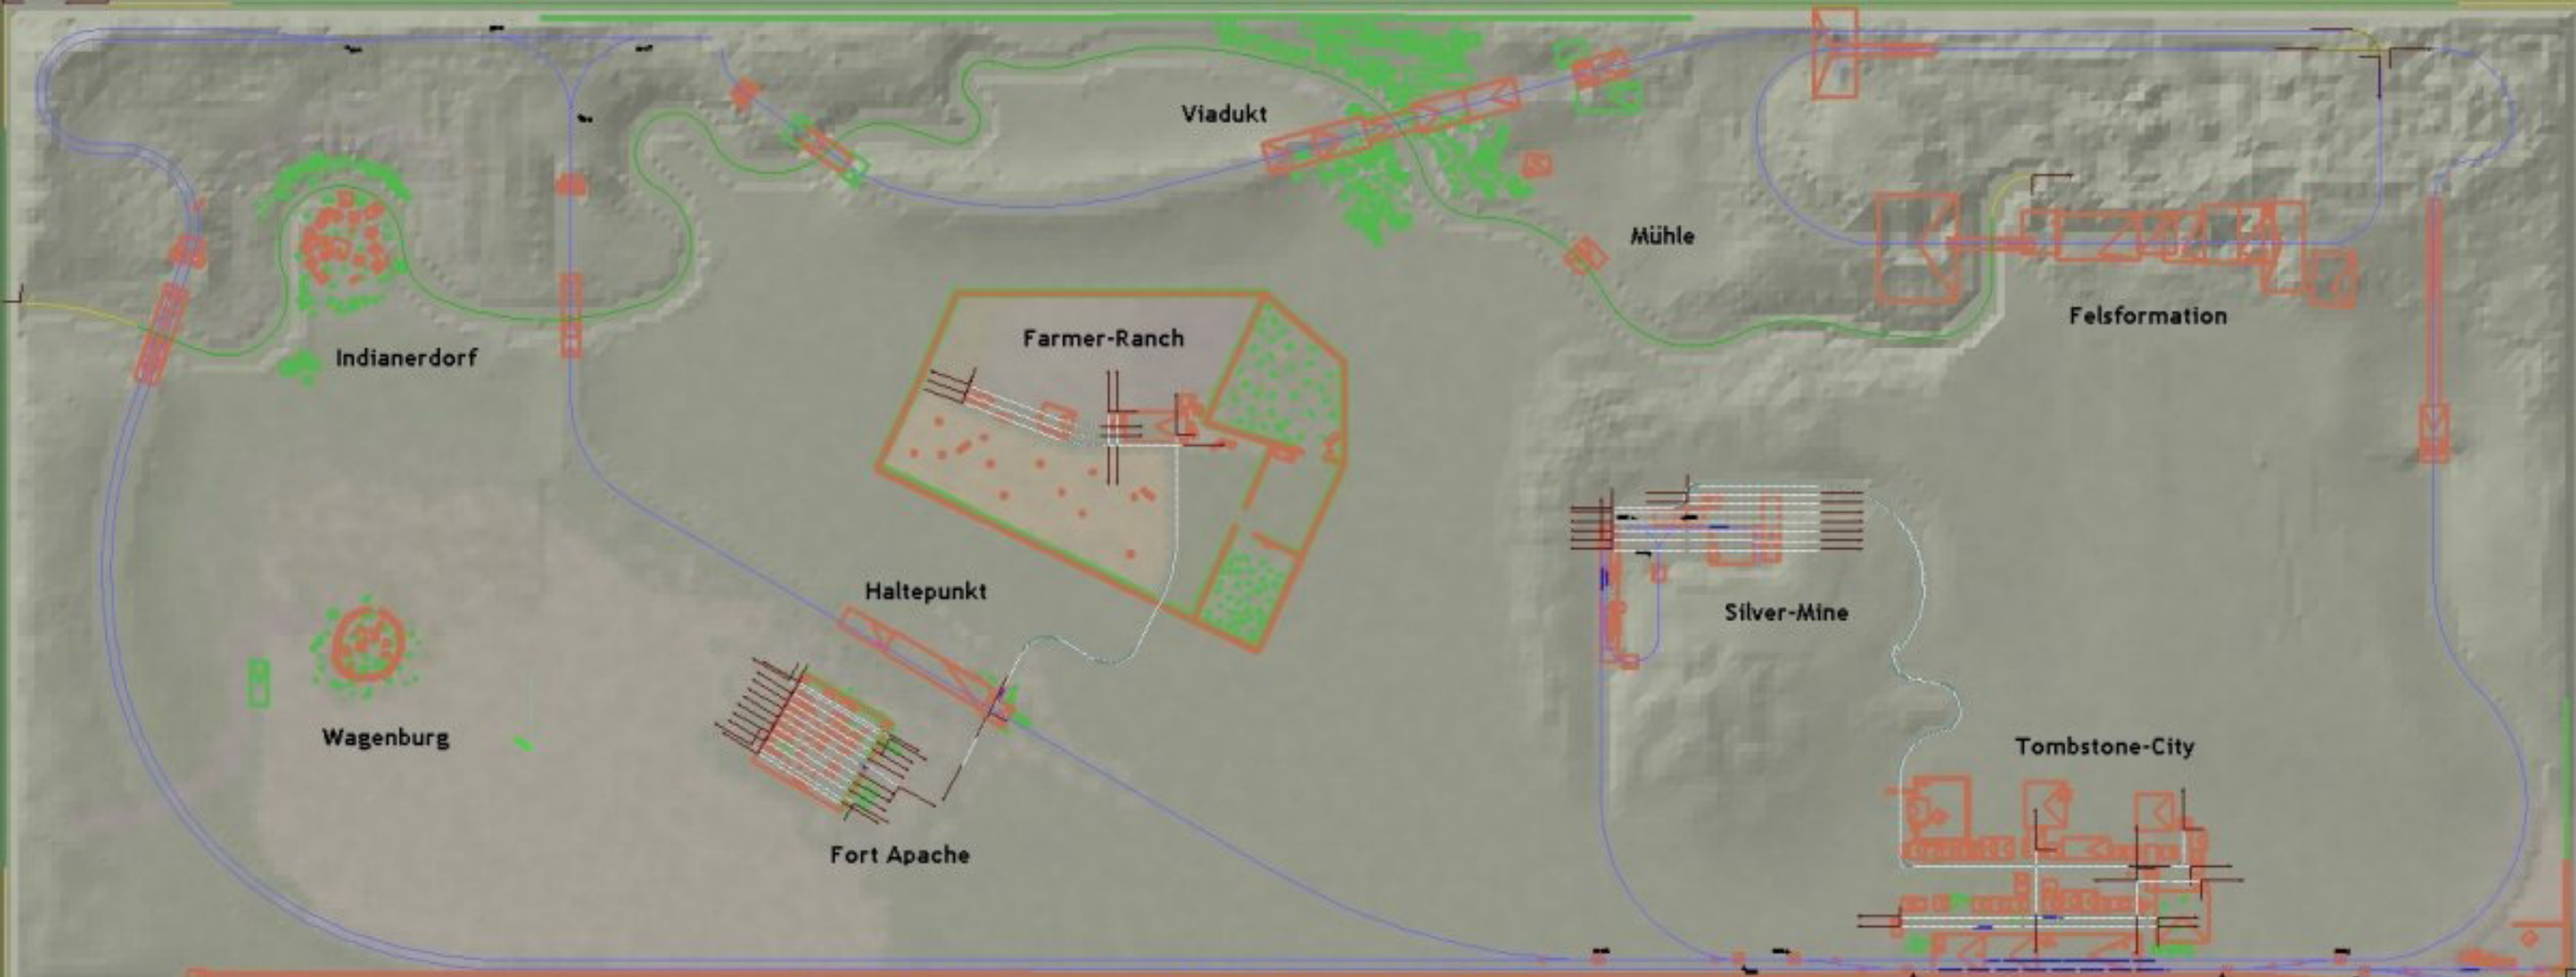 Viadukt
Mühle
Felsformation
Farmer-Ranch
Indianerdorf
Haltepunkt
Silver-Mine
Wagenburg
Tombstone-City
Fort Apache